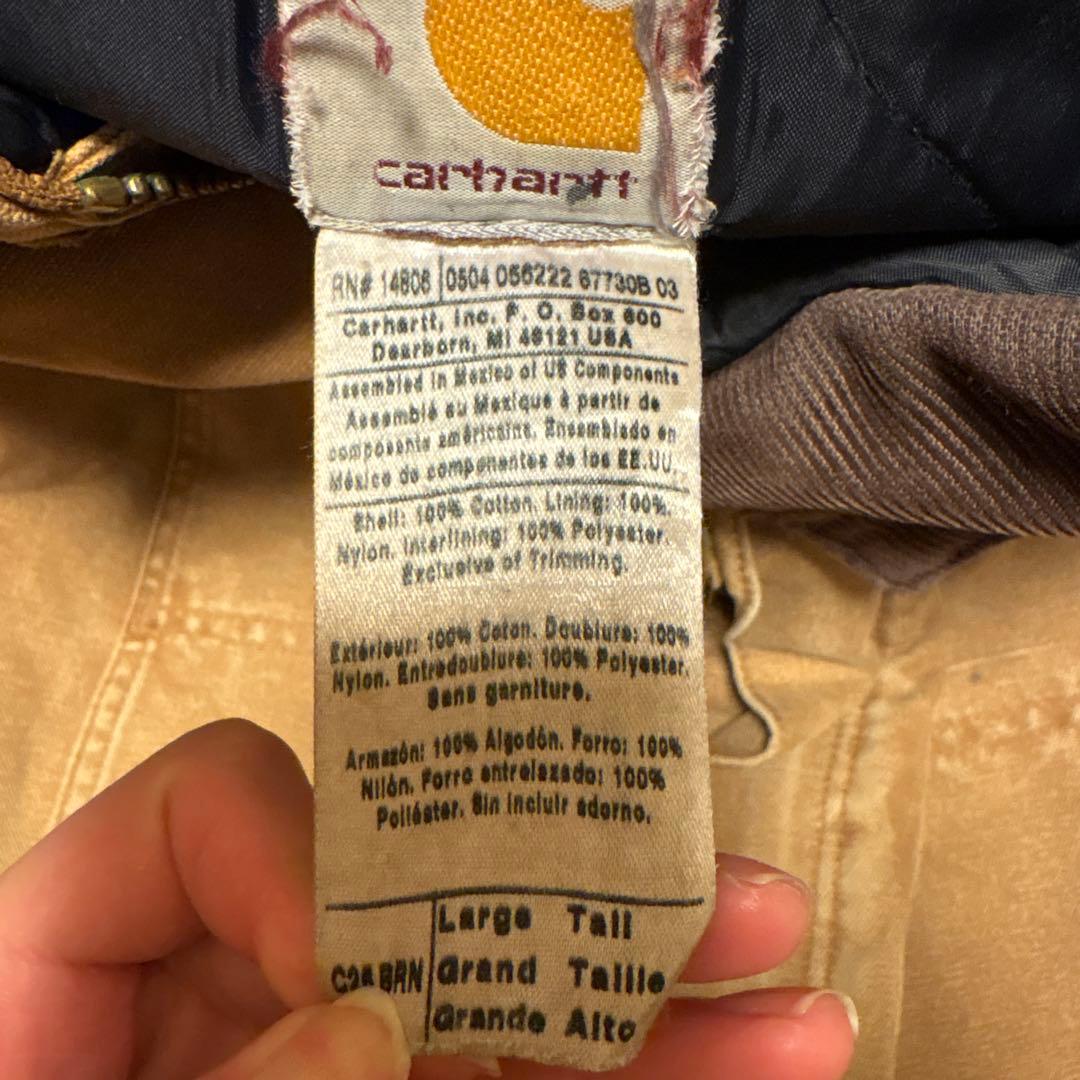 carhartt
RN# 14806 0504 056222 67730B 03
Carhartt, Inc. P. O. Box 600
Dearborn, MI 48121 USA
Assembled in Mexico of US Components
Assemblé au Mexique à partir de
composants américains. Ensamblado en
México de componentes de los EE.UU.
Shell: 100% Cotton. Lining: 100%
Nylon. Interlining: 100% Polyester.
Exclusive of Trimming.
Extérieur: 100% Coton. Doublure: 100%
Nylon. Entredoublure: 100% Polyester.
Sans garniture.
Armazón: 100% Algodón. Forro: 100%
Nilón. Forro entrelazado: 100%
Poliéster. Sin incluir adorno.
Large Tall
BRN Grand Taille
Grande Alto